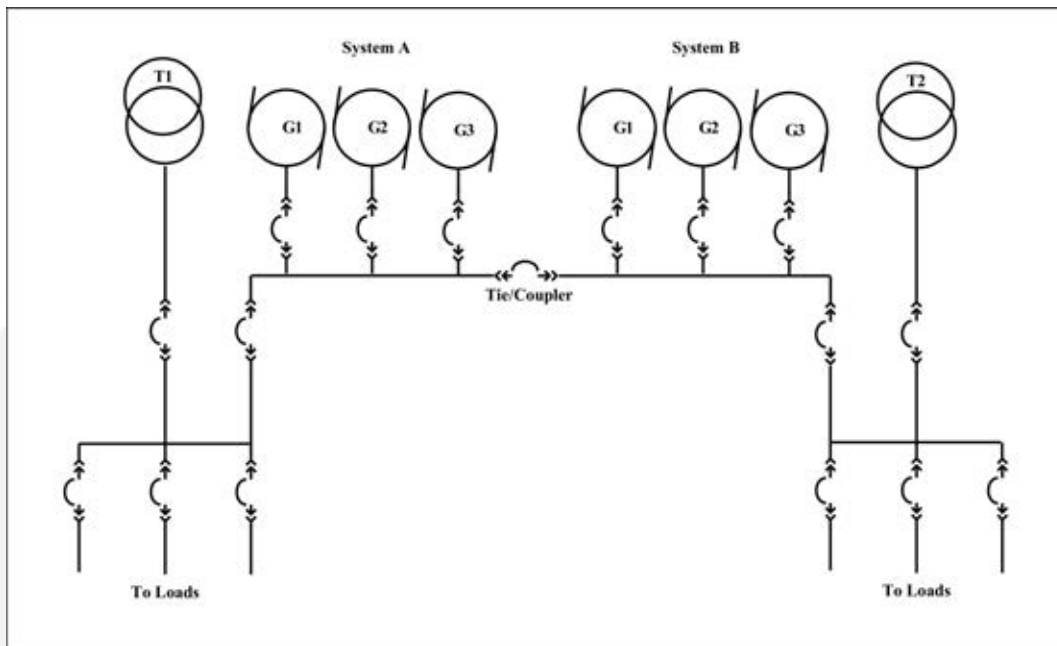 System A
System B
T1
G1
G2
G3
G1
G2
G3
T2
Tie/Coupler
To Loads
To Loads